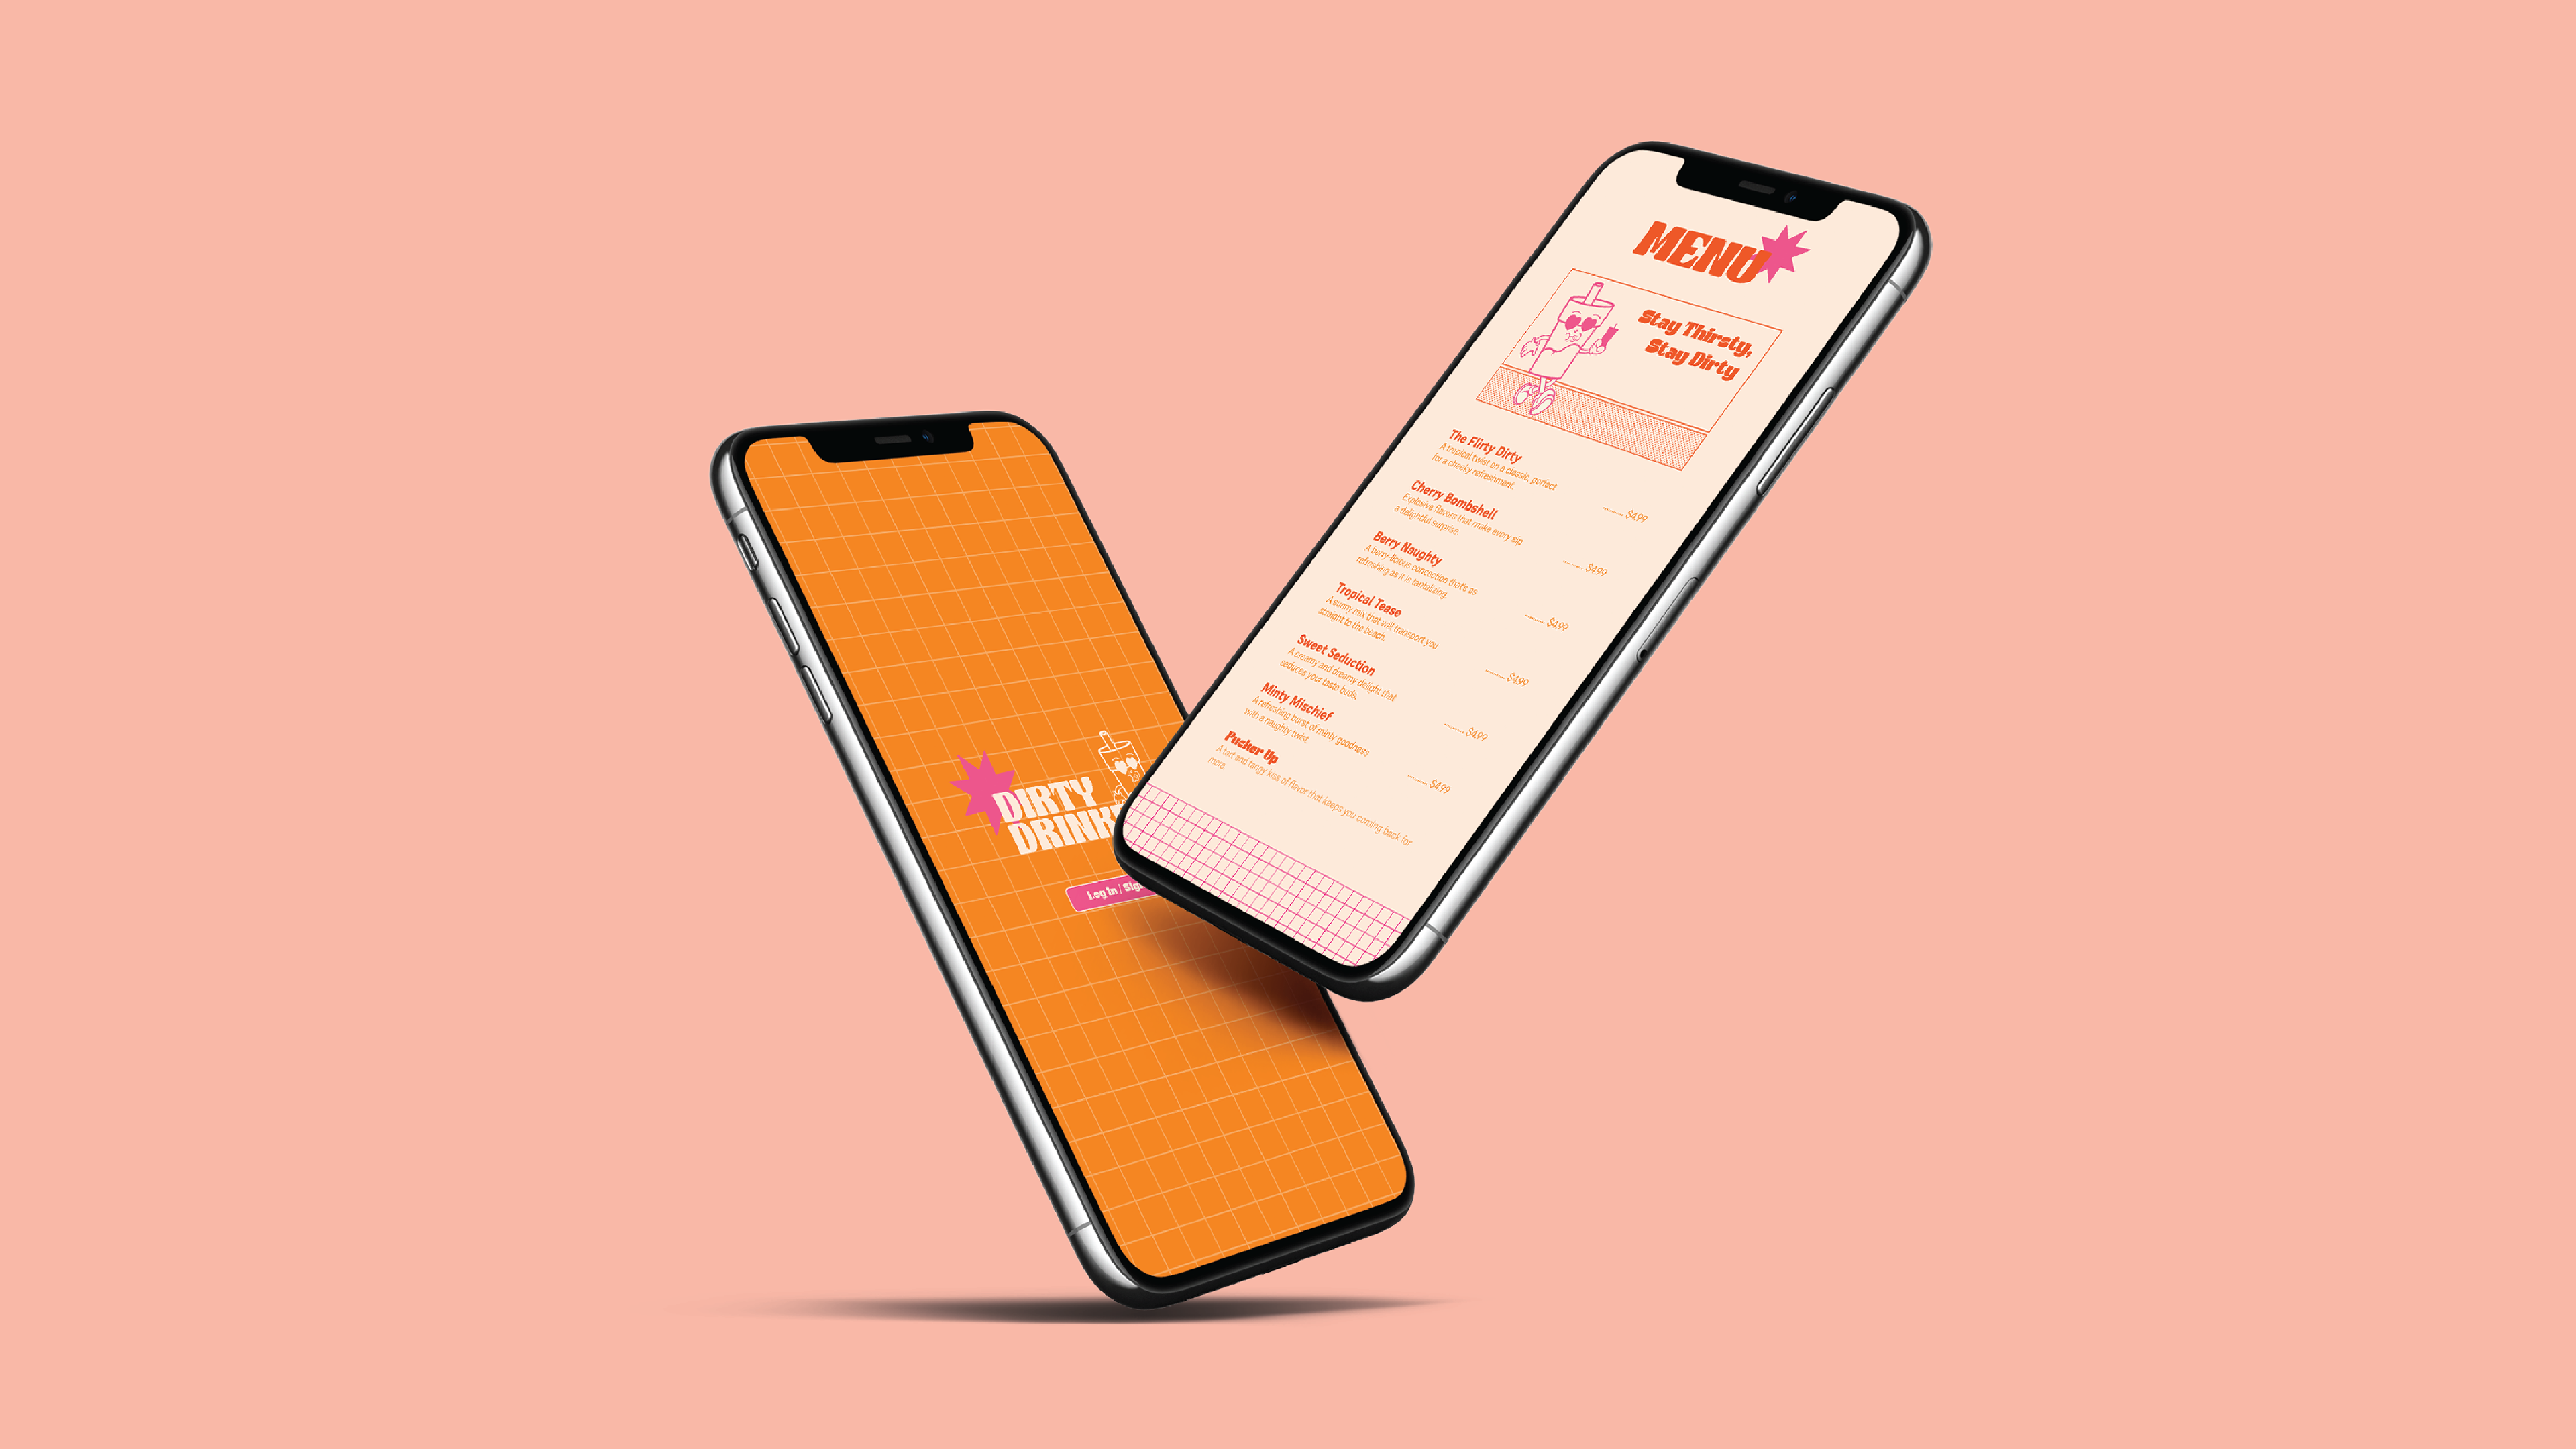 MENU
Stay Thirsty,
Stay Dirty
The Flirty Dirty
A tropical twist on a classic, perfect
for a cheeky refreshment.
$4.99
Cherry Bombshell
Explosive flavors that make every sip
a delightful surprise.
$4.99
Berry Naughty
A berry-licious concoction that's as
refreshing as it is tantalizing.
$4.99
Tropical Tease
A sunny mix that will transport you
straight to the beach.
$4.99
Sweet Seduction
A creamy and dreamy delight that
seduces your taste buds.
$4.99
Minty Mischief
A refreshing burst of minty goodness
with a naughty twist.
$4.99
Pucker Up
A tart and tangy kiss of flavor that keeps you coming back for
more.
DIRTY
DRINK
Log In / Sig